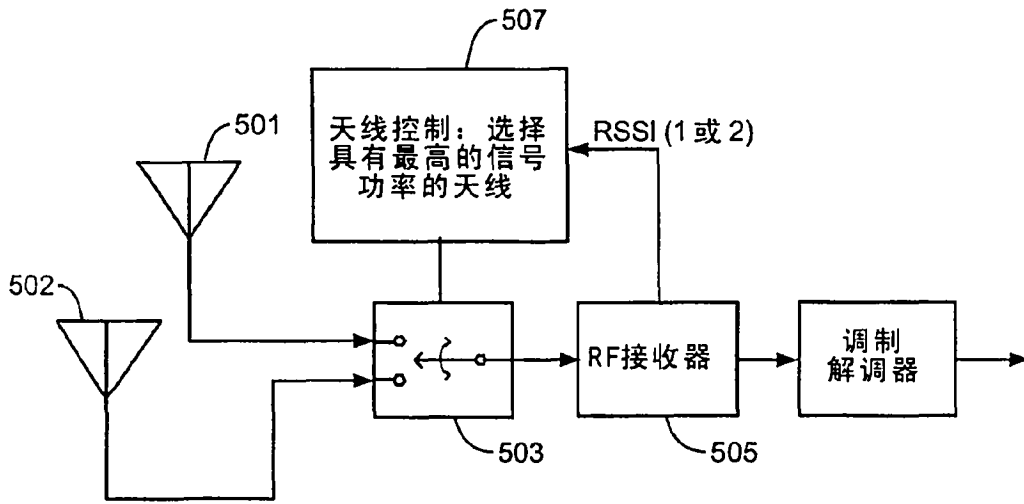 507
天线控制：选择
具有最高的信号
功率的天线
RSSI (1 或 2)
501
502
503
RF接收器
505
调制
解调器